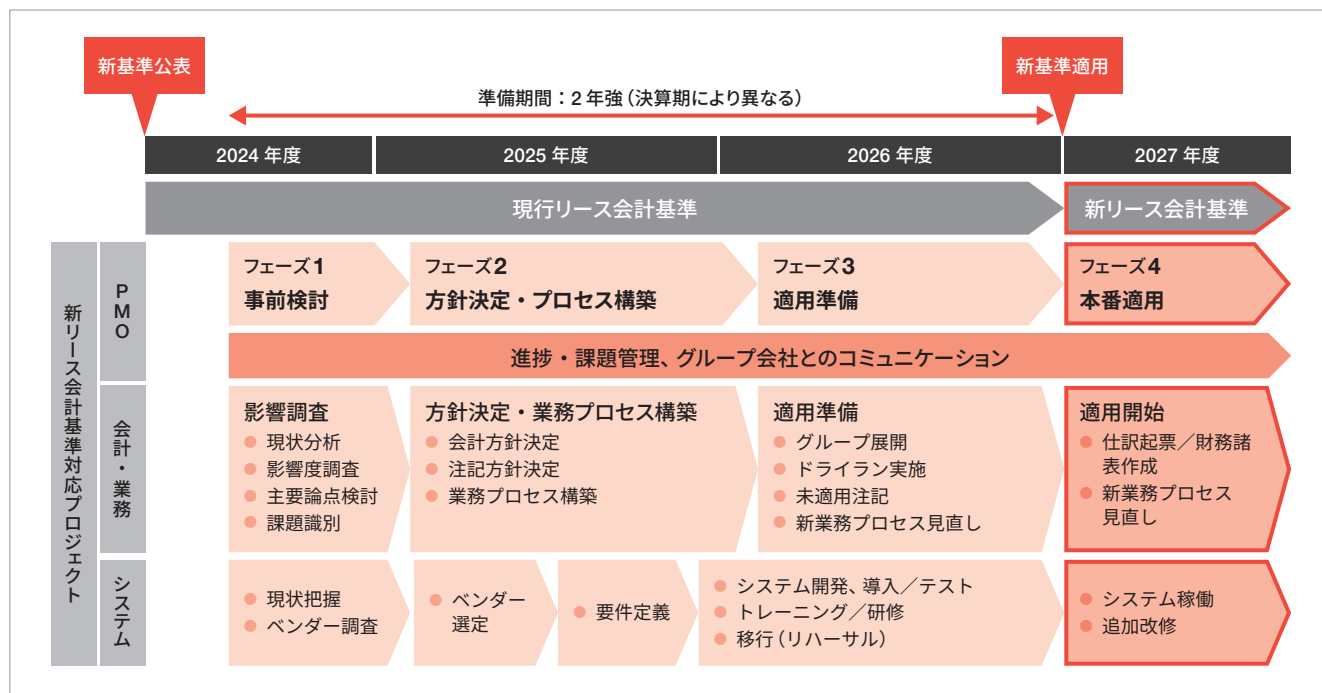 新基準公表
新基準適用
準備期間：2年強（決算期により異なる）
2024 年度
2025 年度
2026 年度
2027 年度
現行リース会計基準
新リース会計基準
新リース会計基準対応プロジェクト
PMO
フェーズ1
事前検討
フェーズ2
方針決定・プロセス構築
フェーズ3
適用準備
フェーズ4
本番適用
進捗・課題管理、グループ会社とのコミュニケーション
会計・業務
影響調査
● 現状分析
● 影響度調査
● 主要論点検討
● 課題識別
方針決定・業務プロセス構築
● 会計方針決定
● 注記方針決定
● 業務プロセス構築
適用準備
● グループ展開
● ドライラン実施
● 未適用注記
● 新業務プロセス見直し
適用開始
● 仕訳起票／財務諸
表作成
● 新業務プロセス
見直し
システム
● 現状把握
● ベンダー調査
● ベンダー
選定
● 要件定義
● システム開発、導入／テスト
● トレーニング／研修
● 移行（リハーサル）
● システム稼働
● 追加改修